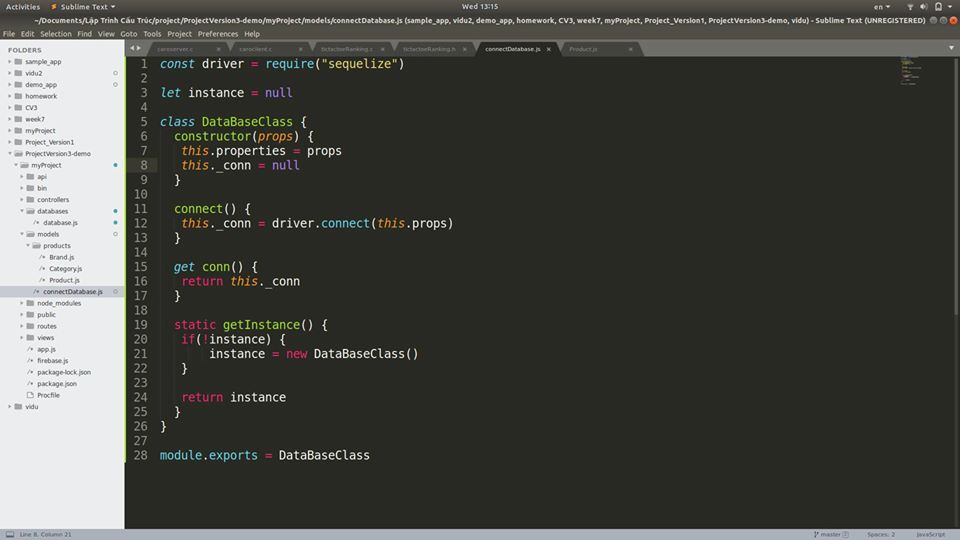 Activities
Sublime Text
Wed 13:15
en
~/Documents/Lập Trình Cấu Trúc/project/ProjectVersion3-demo/myProject/models/connectDatabase.js (sample_app, vidu2, demo_app, homework, CV3, week7, myProject, Project_Version1, ProjectVersion3-demo, vidu) - Sublime Text (UNREGISTERED)
File Edit Selection Find View Goto Tools Project Preferences Help
FOLDERS
sample_app
vidu2
demo_app
homework
CV3
week7
myProject
Project_Version1
ProjectVersion3-demo
myProject
api
bin
controllers
databases
database.js
models
products
Brand.js
Category.js
Product.js
connectDatabase.js
node_modules
public
routes
views
app.js
firebase.js
package-lock.json
package.json
Procfile
vidu
caroserver.c
caroclient.c
tictactoeRanking.c
tictactoeRanking.h
connectDatabase.js
Product.js
1 const driver = require("sequelize")
2
3 let instance = null
4
5 class DataBaseClass {
6 constructor(props) {
7 this.properties = props
8 this._conn = null
9 }
10
11 connect() {
12 this._conn = driver.connect(this.props)
13 }
14
15 get conn() {
16 return this._conn
17 }
18
19 static getInstance() {
20 if(!instance) {
21 instance = new DataBaseClass()
22 }
23
24 return instance
25 }
26 }
27
28 module.exports = DataBaseClass
Line 8, Column 21
master
Spaces: 2
JavaScript